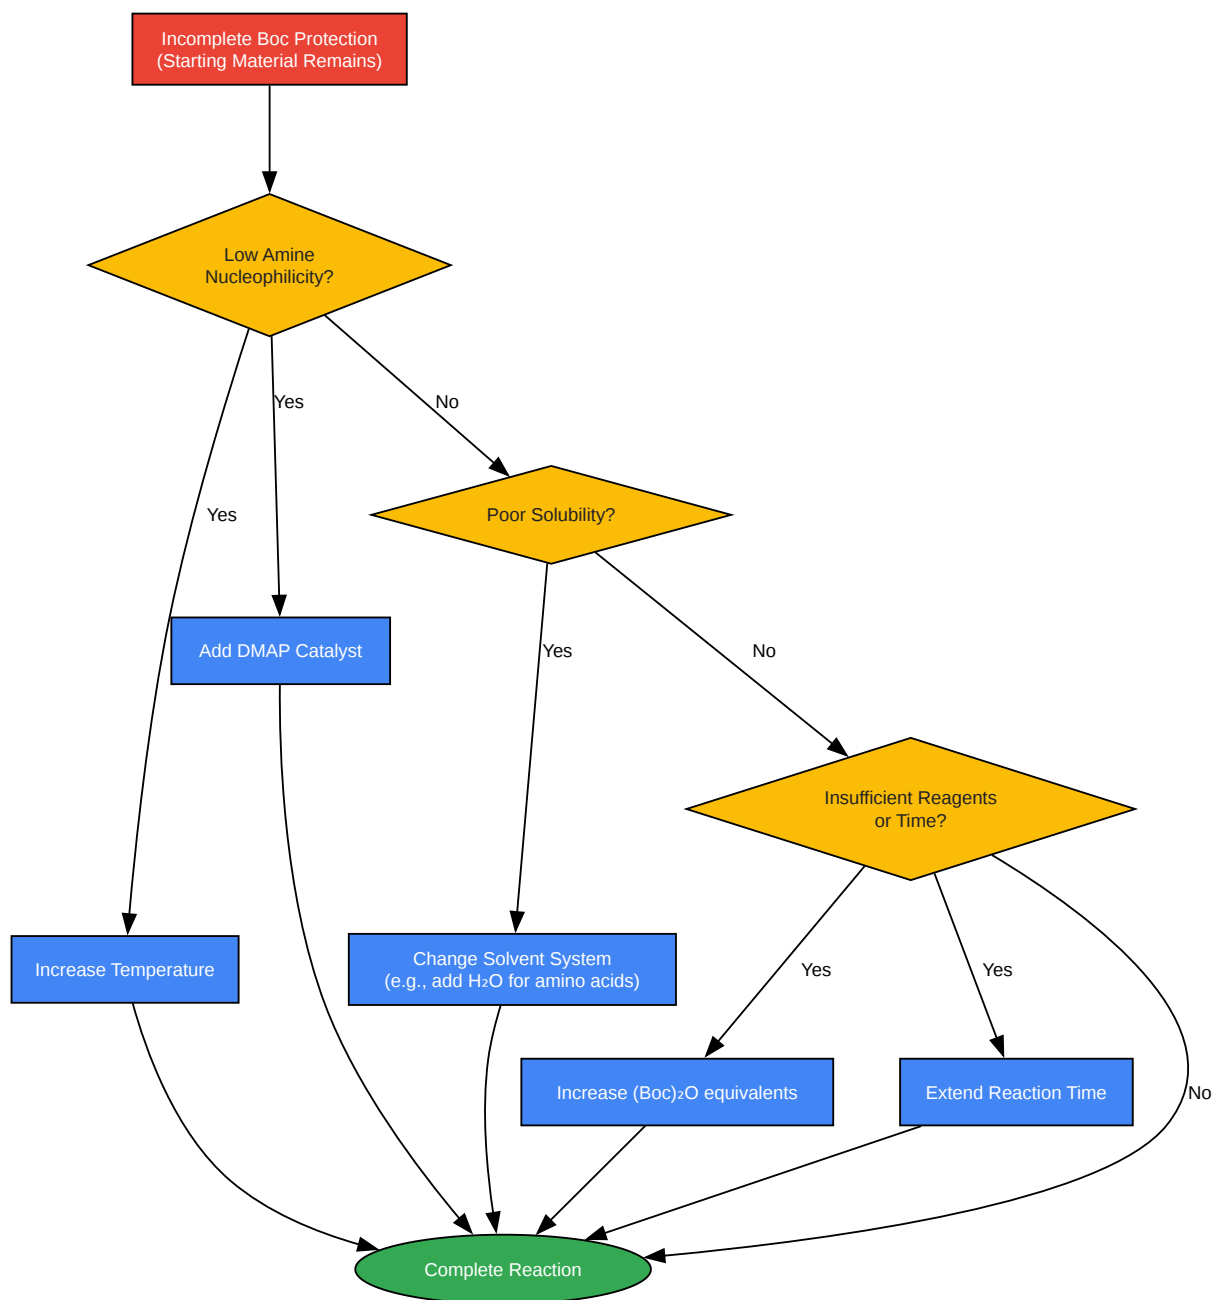 Incomplete Boc Protection
(Starting Material Remains)
Low Amine
Nucleophilicity?
Yes
No
Yes
Poor Solubility?
Add DMAP Catalyst
Yes
No
Insufficient Reagents
or Time?
Increase Temperature
Change Solvent System
(e.g., add H₂O for amino acids)
Yes
Yes
Increase (Boc)₂O equivalents
Extend Reaction Time
No
Complete Reaction